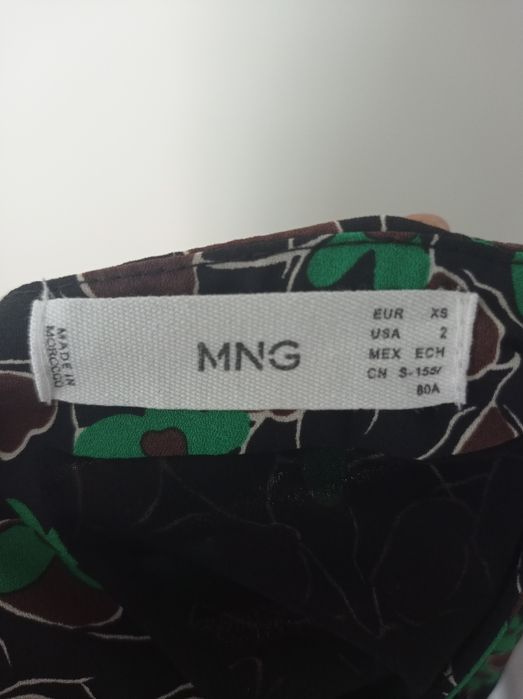 MADE IN
MOROCCO
MNG
EUR XS
USA 2
MEX ECH
CN S-155/
80A